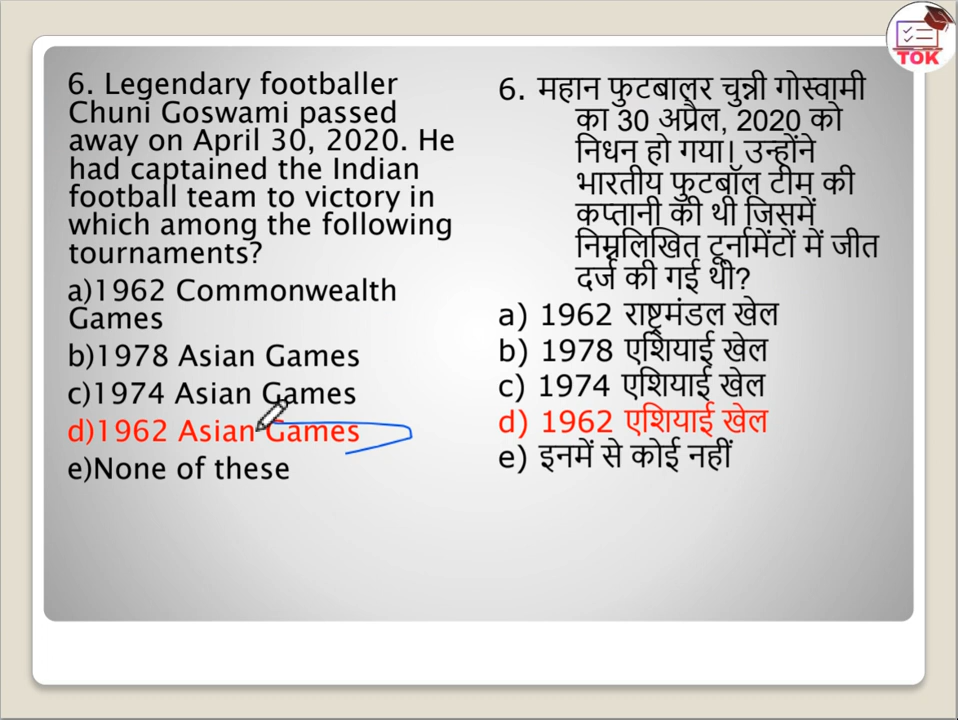 TOK
6. Legendary footballer
Chuni Goswami passed
away on April 30, 2020. He
had captained the Indian
football team to victory in
which among the following
tournaments?
a)1962 Commonwealth
Games
b)1978 Asian Games
c)1974 Asian Games
d)1962 Asian Games
e)None of these
6. महान फुटबालर चुन्नी गोस्वामी
का 30 अप्रैल, 2020 को
निधन हो गया। उन्होंने
भारतीय फुटबॉल टीम की
कप्तानी की थी जिसमें
निम्नलिखित टूर्नामेंटों में जीत
दर्ज की गई थी?
a) 1962 राष्ट्रमंडल खेल
b) 1978 एशियाई खेल
c) 1974 एशियाई खेल
d) 1962 एशियाई खेल
e) इनमें से कोई नहीं